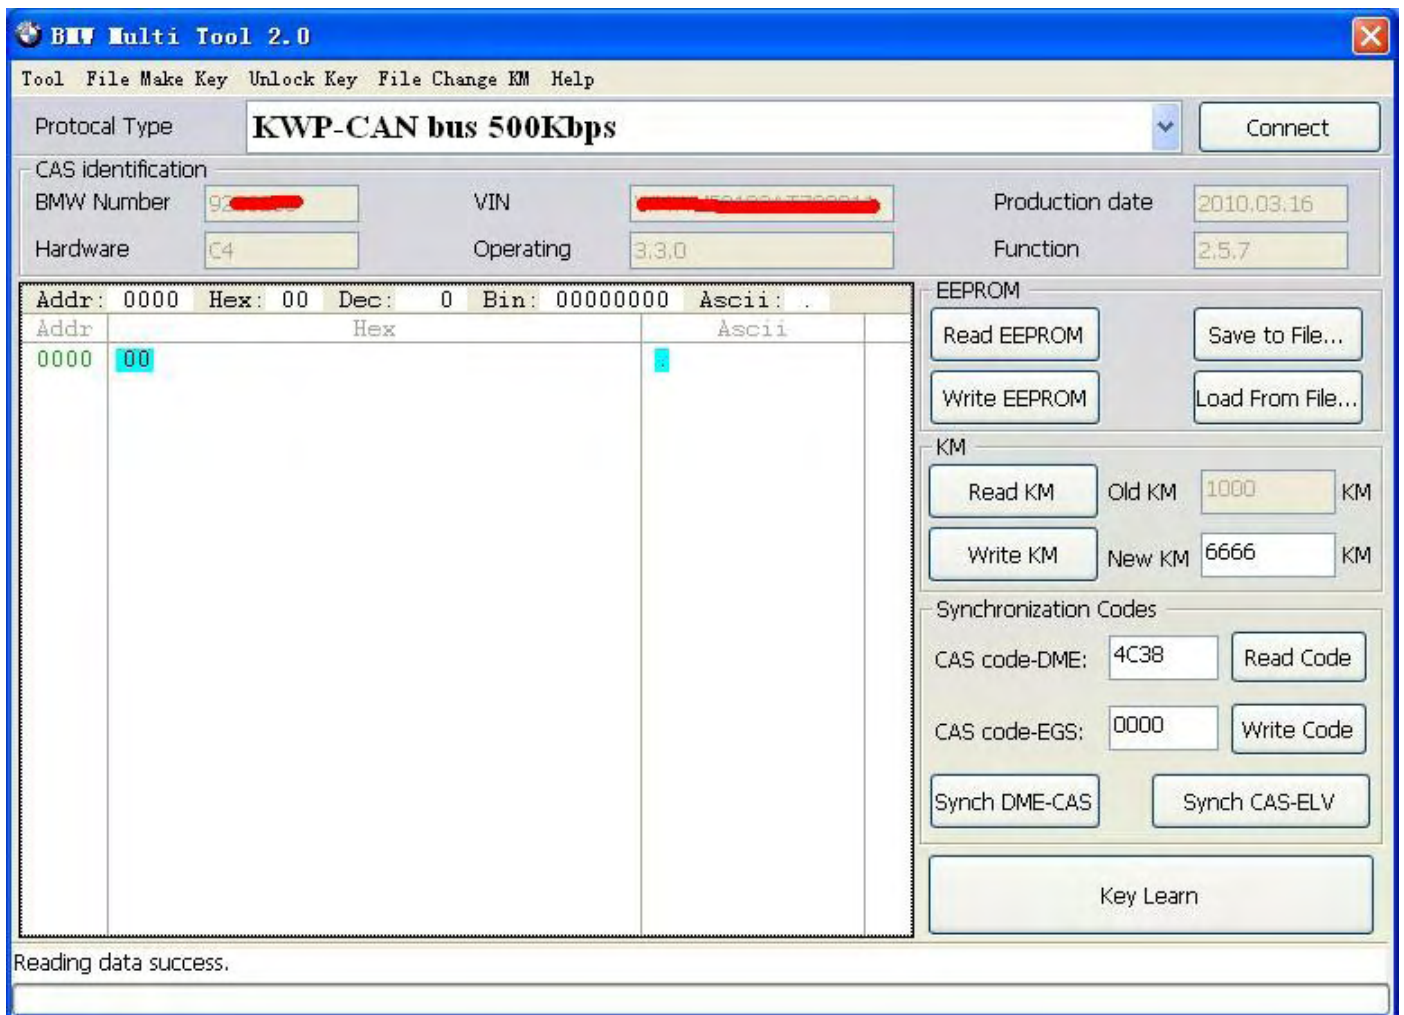 BMW Multi Tool 2.0
Tool File Make Key Unlock Key File Change KM Help
Protocal Type KWP-CAN bus 500Kbps Connect
CAS identification
BMW Number VIN Production date 2010.03.16
Hardware C4 Operating 3.3.0 Function 2.5.7
Addr: 0000 Hex: 00 Dec: 0 Bin: 00000000 Ascii: .
Addr Hex Ascii
0000 00 .
EEPROM
Read EEPROM Save to File...
Write EEPROM Load From File...
KM
Read KM Old KM 1000 KM
Write KM New KM 6666 KM
Synchronization Codes
CAS code-DME: 4C38 Read Code
CAS code-EGS: 0000 Write Code
Synch DME-CAS Synch CAS-ELV
Key Learn
Reading data success.